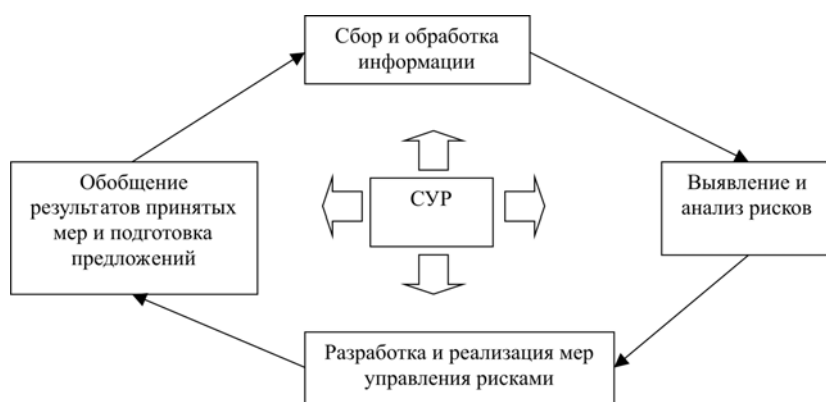 Сбор и обработка
информации
Обобщение
результатов принятых
мер и подготовка
предложений
СУР
Выявление и
анализ рисков
Разработка и реализация мер
управления рисками